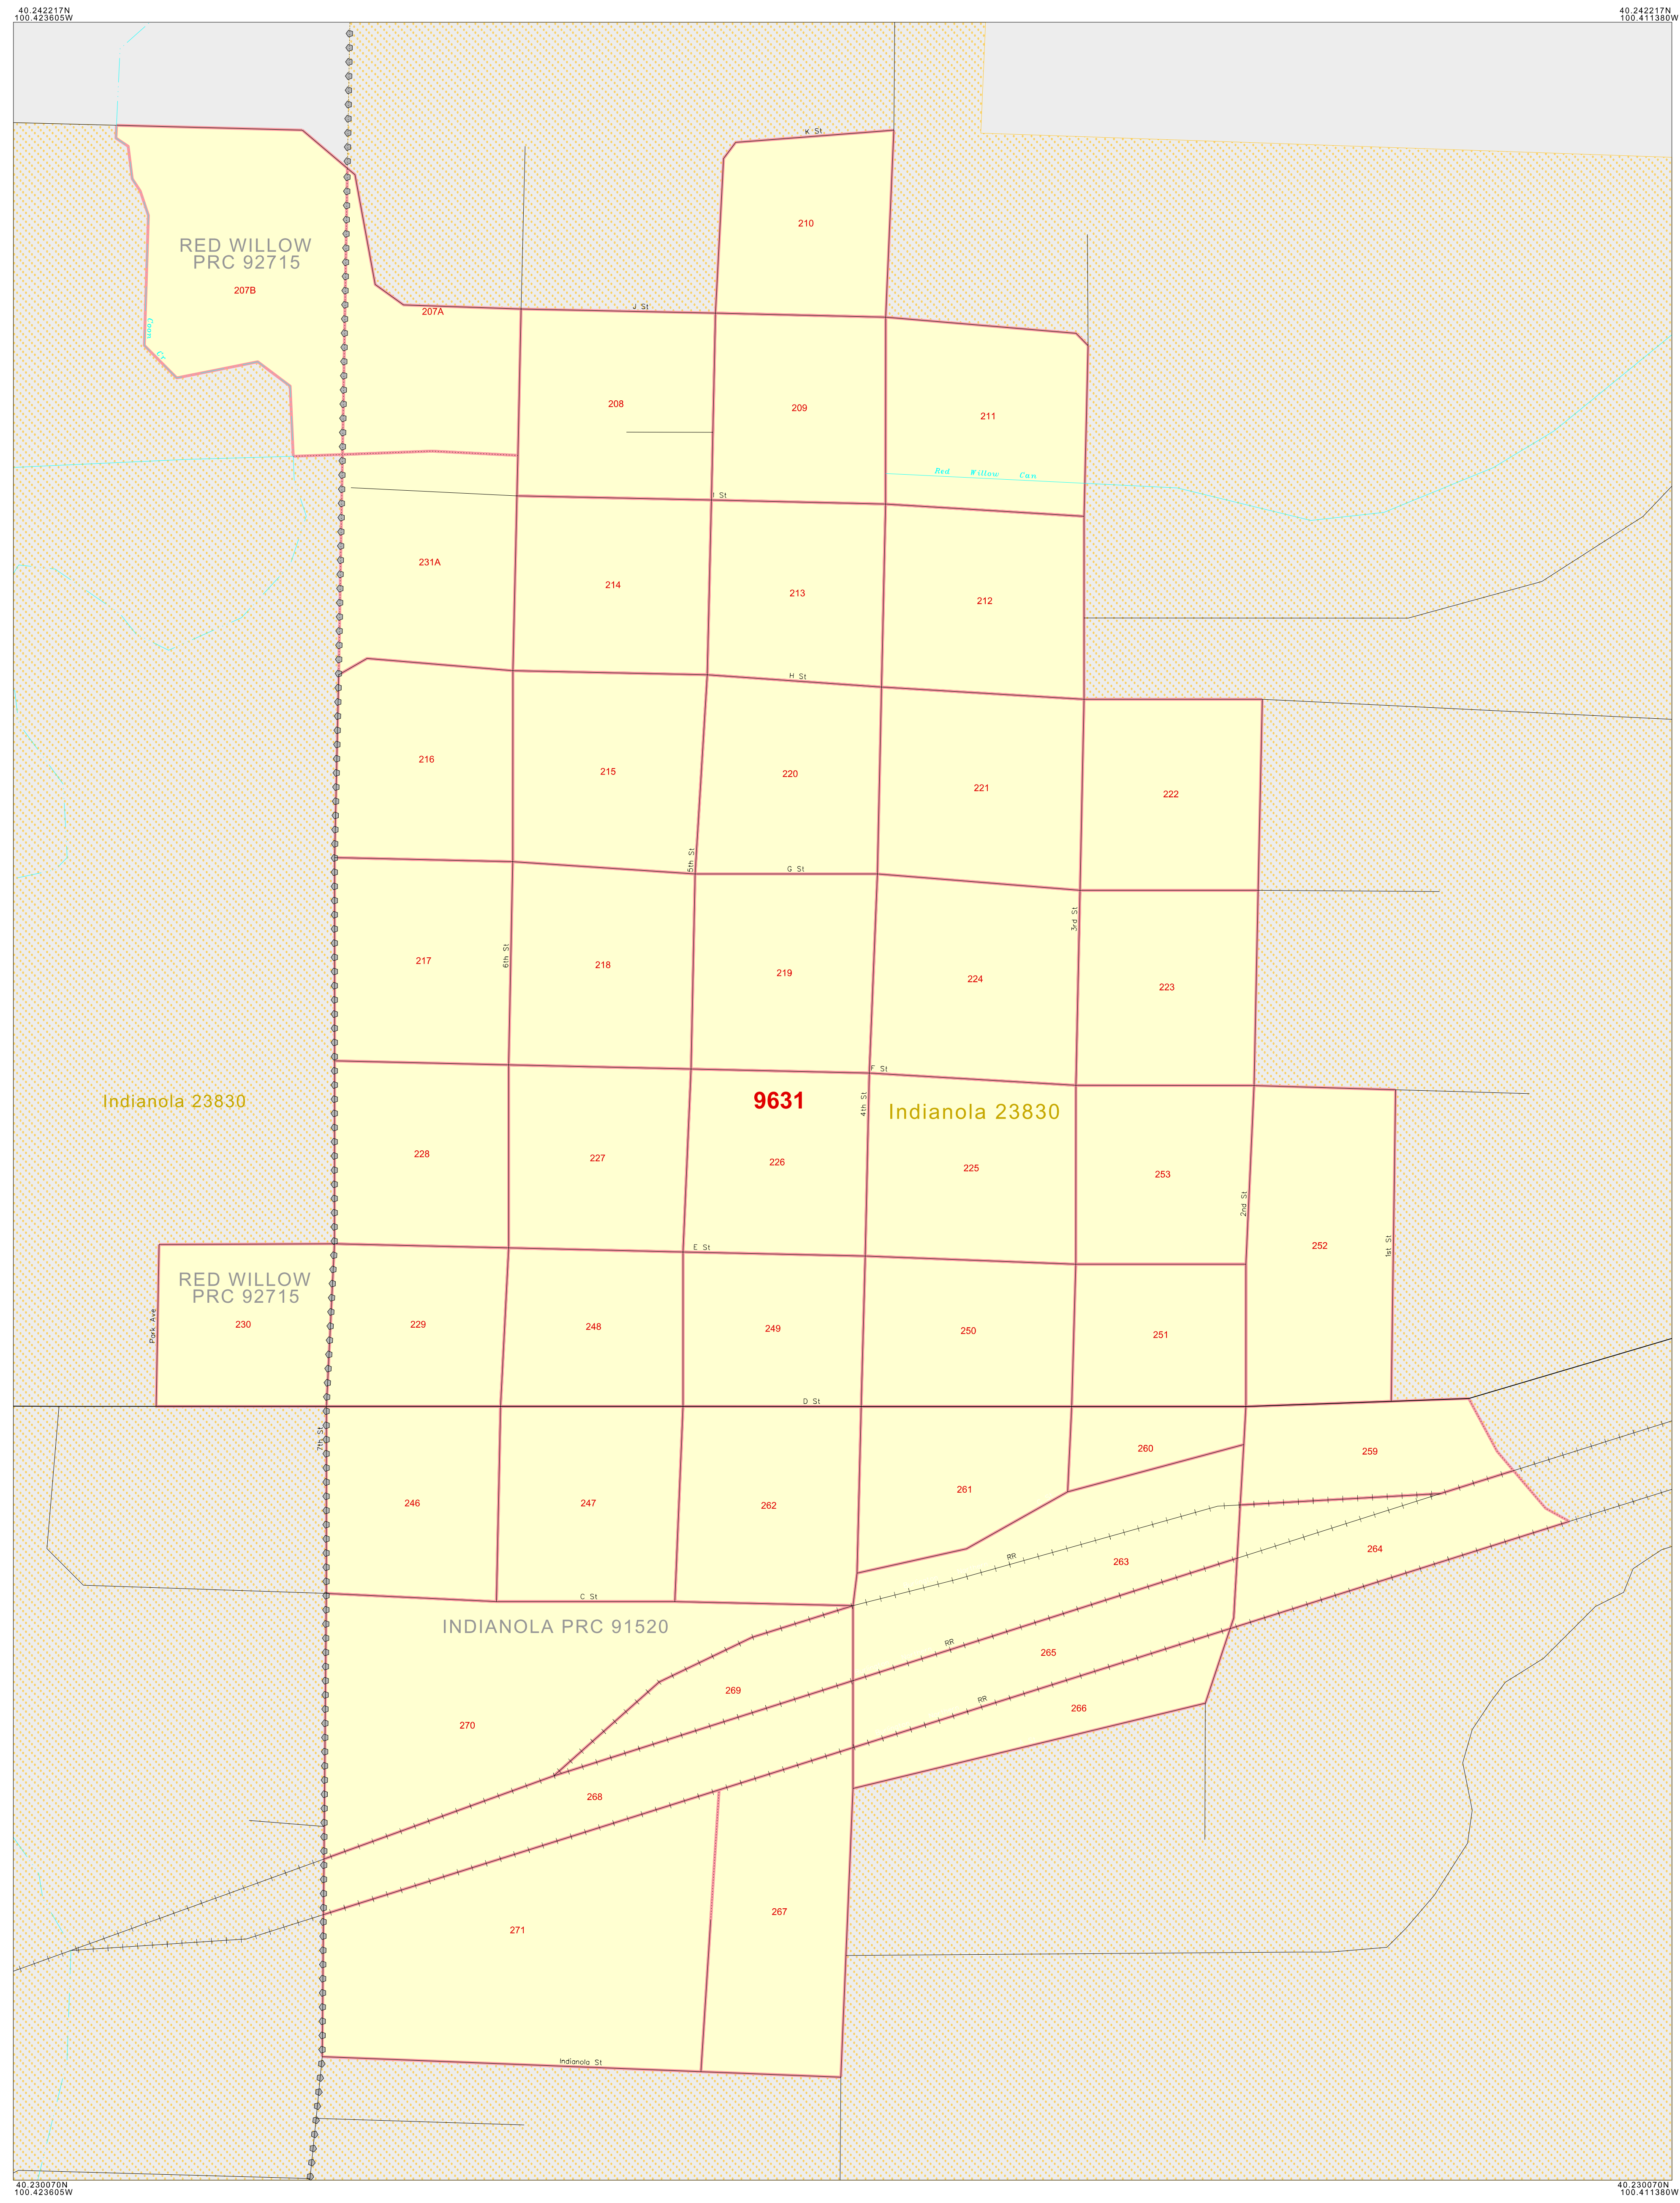 40.242217N
100.423605W
40.242217N
100.411380W
K St
210
RED WILLOW
PRC 92715
207B
J St
207A
Coon Cr
208
209
211
Red Willow Can
I St
231A
214
213
212
H St
216
215
220
221
222
5th St
G St
3rd St
6th St
217
218
219
224
223
F St
9631
Indianola 23830
4th St
Indianola 23830
228
227
226
225
253
2nd St
E St
252
1st St
RED WILLOW
PRC 92715
Park Ave
230
229
248
249
250
251
D St
7th St
260
259
246
247
262
261
RR
263
264
C St
INDIANOLA PRC 91520
RR
265
269
RR
266
270
268
271
267
Indianola St
40.230070N
100.423605W
40.230070N
100.411380W